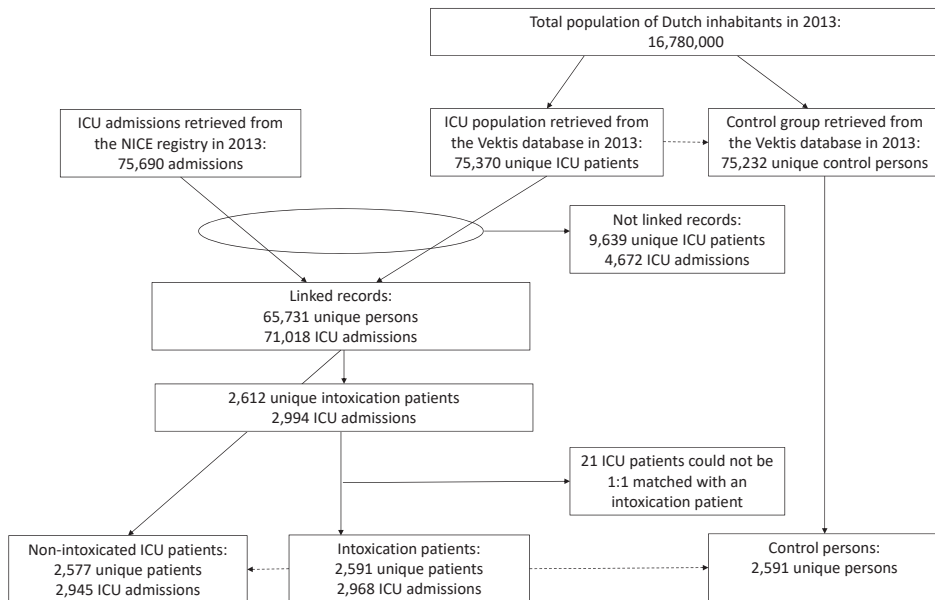 Total population of Dutch inhabitants in 2013:
16,780,000
ICU admissions retrieved from
the NICE registry in 2013:
75,690 admissions
ICU population retrieved from
the Vektis database in 2013:
75,370 unique ICU patients
Control group retrieved from
the Vektis database in 2013:
75,232 unique control persons
Not linked records:
9,639 unique ICU patients
4,672 ICU admissions
Linked records:
65,731 unique persons
71,018 ICU admissions
2,612 unique intoxication patients
2,994 ICU admissions
21 ICU patients could not be
1:1 matched with an
intoxication patient
Non-intoxicated ICU patients:
2,577 unique patients
2,945 ICU admissions
Intoxication patients:
2,591 unique patients
2,968 ICU admissions
Control persons:
2,591 unique persons